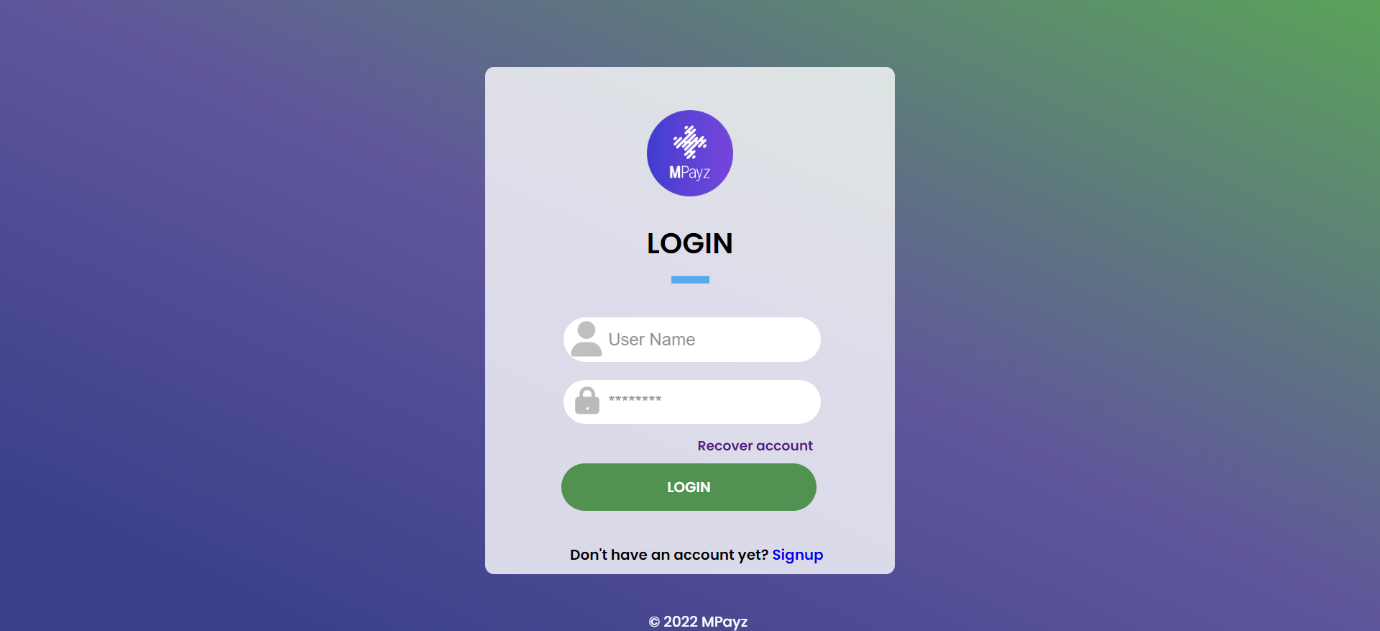 MPayz
LOGIN
User Name
********
Recover account
LOGIN
Don't have an account yet? Signup
© 2022 MPayz